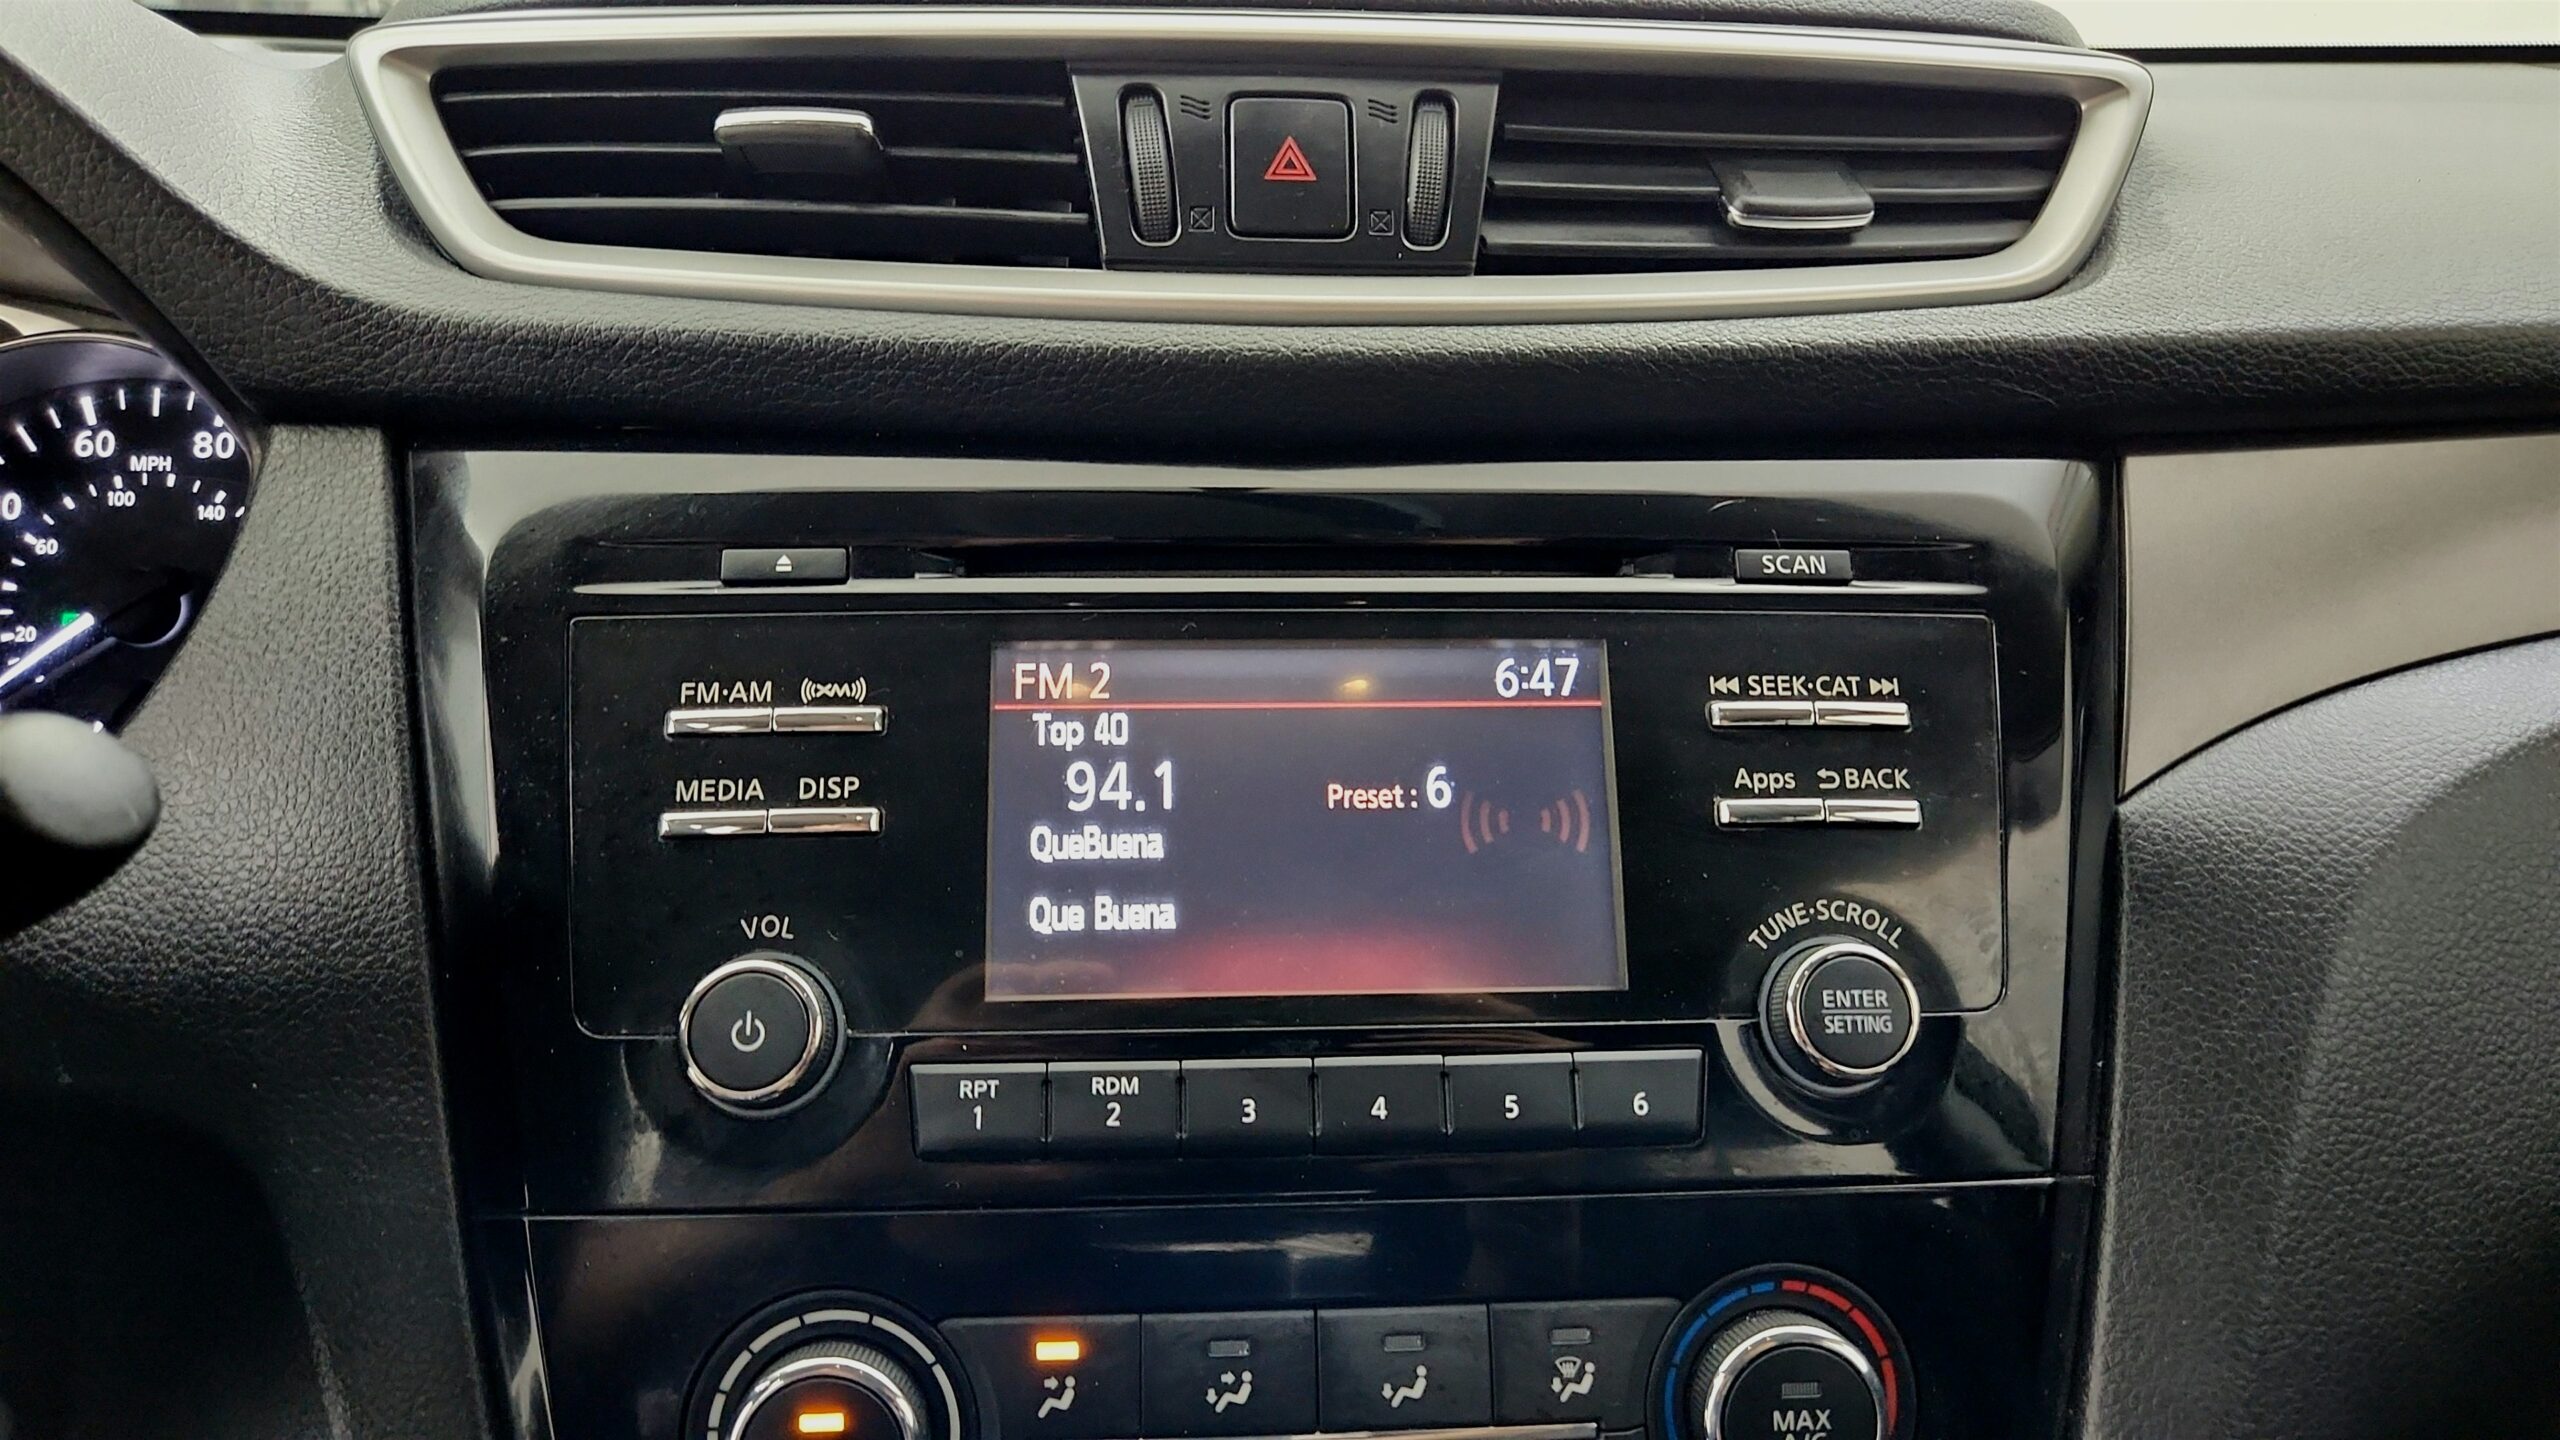 60 80
MPH
100
140
60
20
SCAN
FM·AM XM
FM 2 6:47
SEEK·CAT
Top 40
94.1
Preset : 6
MEDIA DISP
Apps BACK
QueBuena
Que Buena
VOL
TUNE·SCROLL
ENTER
SETTING
RPT
1
RDM
2
3
4
5
6
MAX